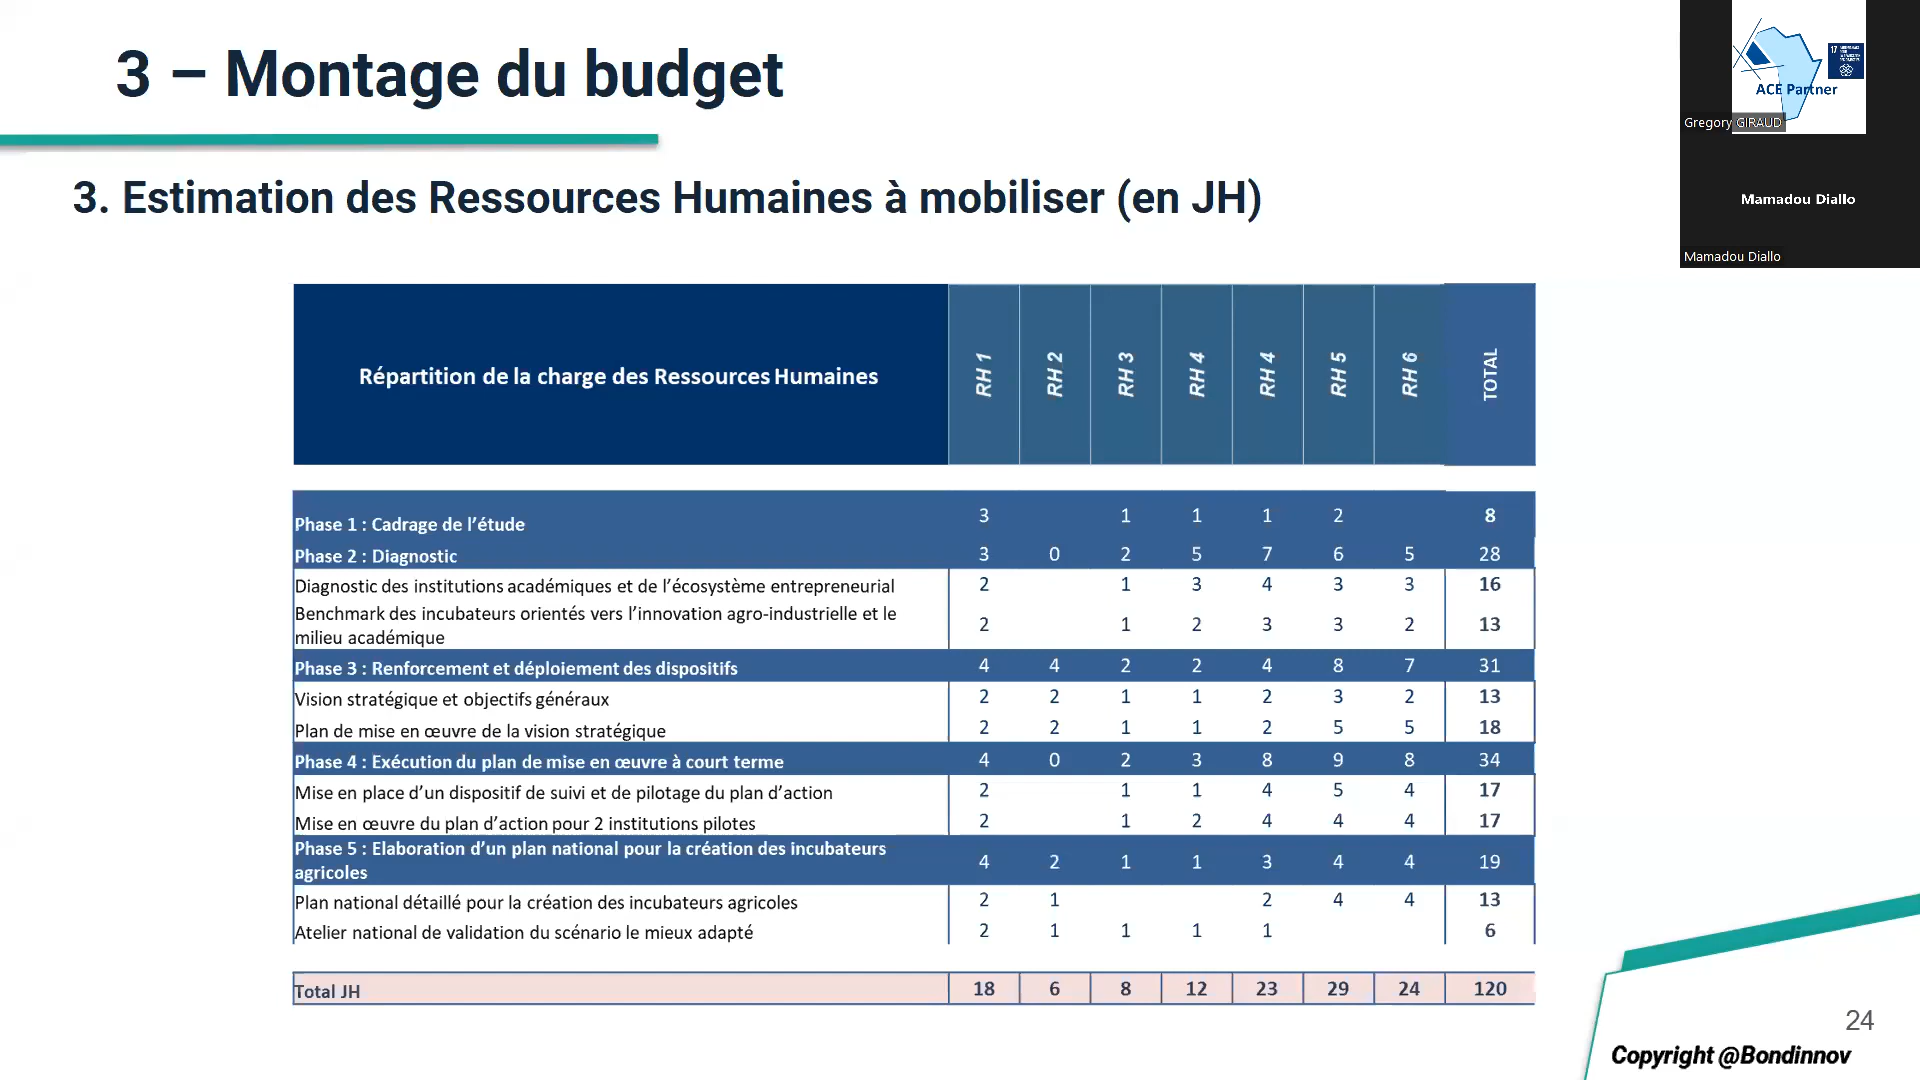 3 – Montage du budget
3. Estimation des Ressources Humaines à mobiliser (en JH)
ACE Partner
17
Gregory GIRAUD
Mamadou Diallo
Mamadou Diallo
Répartition de la charge des Ressources Humaines RH 1 RH 2 RH 3 RH 4 RH 4 RH 5 RH 6 TOTAL
Phase 1 : Cadrage de l’étude 3 1 1 1 2 8
Phase 2 : Diagnostic 3 0 2 5 7 6 5 28
Diagnostic des institutions académiques et de l’écosystème entrepreneurial 2 1 3 4 3 3 16
Benchmark des incubateurs orientés vers l’innovation agro-industrielle et le
milieu académique 2 1 2 3 3 2 13
Phase 3 : Renforcement et déploiement des dispositifs 4 4 2 2 4 8 7 31
Vision stratégique et objectifs généraux 2 2 1 1 2 3 2 13
Plan de mise en œuvre de la vision stratégique 2 2 1 1 2 5 5 18
Phase 4 : Exécution du plan de mise en œuvre à court terme 4 0 2 3 8 9 8 34
Mise en place d’un dispositif de suivi et de pilotage du plan d’action 2 1 1 4 5 4 17
Mise en œuvre du plan d’action pour 2 institutions pilotes 2 1 2 4 4 4 17
Phase 5 : Elaboration d’un plan national pour la création des incubateurs
agricoles 4 2 1 1 3 4 4 19
Plan national détaillé pour la création des incubateurs agricoles 2 1 2 4 4 13
Atelier national de validation du scénario le mieux adapté 2 1 1 1 1 6
Total JH 18 6 8 12 23 29 24 120
24
Copyright @Bondinnov